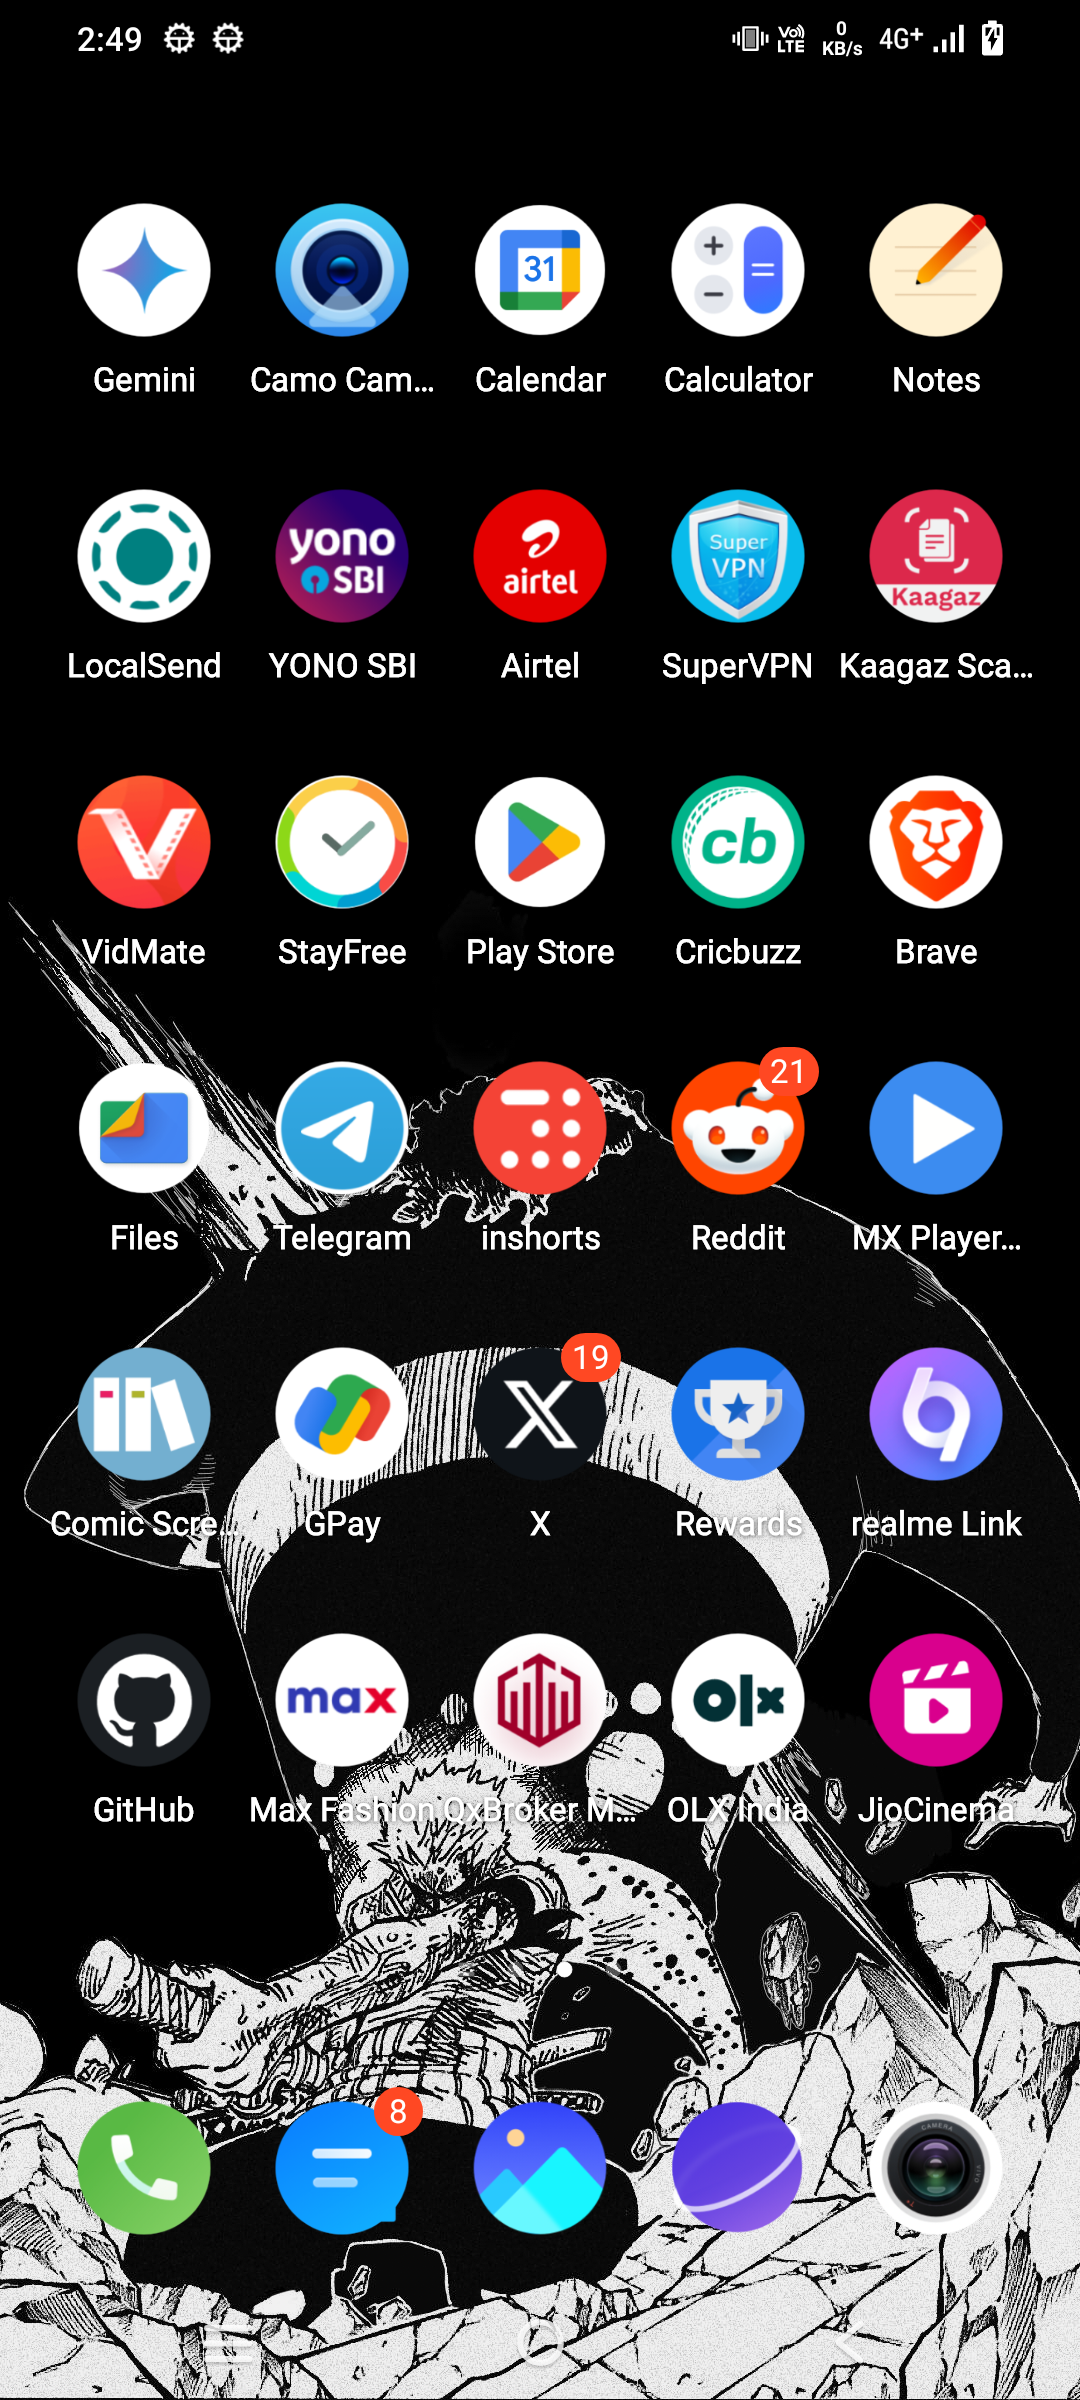 2:49 Vo) LTE 0 KB/s 4G+
31
Gemini Camo Cam... Calendar Calculator Notes
yono SBI airtel Super VPN Kaagaz
LocalSend YONO SBI Airtel SuperVPN Kaagaz Sca...
cb
VidMate StayFree Play Store Cricbuzz Brave
21
Files Telegram inshorts Reddit MX Player...
19
X
Comic Scre... GPay X Rewards realme Link
max olx
GitHub Max Fashion OxBroker M... OLX India JioCinema
8
CAMERA